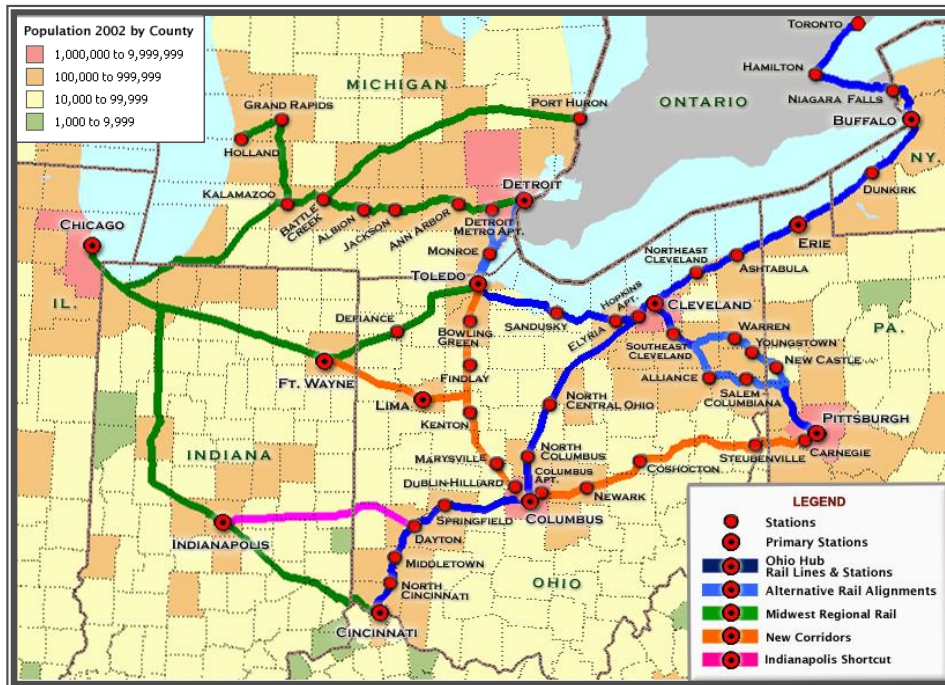 Population 2002 by County
1,000,000 to 9,999,999
100,000 to 999,999
10,000 to 99,999
1,000 to 9,999
TORONTO
HAMILTON
NIAGARA FALLS
BUFFALO
NY.
DUNKIRK
ONTARIO
MICHIGAN
GRAND RAPIDS
HOLLAND
PORT HURON
KALAMAZOO
BATTLE
CREEK
ALBION
JACKSON
ANN ARBOR
DETROIT
METRO APT.
DETROIT
CHICAGO
IL.
MONROE
TOLEDO
ERIE
ASHTABULA
NORTHEAST
CLEVELAND
CLEVELAND
HOPKINS
APT.
ELYRIA
SANDUSKY
DEFIANCE
BOWLING
GREEN
FINDLAY
SOUTHEAST
CLEVELAND
WARREN
YOUNGSTOWN
NEW CASTLE
PA.
ALLIANCE
SALEM-
COLUMBIANA
PITTSBURGH
CARNEGIE
STEUBENVILLE
COSHOCTON
NEWARK
FT. WAYNE
LIMA
KENTON
NORTH
CENTRAL OHIO
MARYSVILLE
DUBLIN-HILLIARD
NORTH
COLUMBUS
COLUMBUS
APT.
COLUMBUS
SPRINGFIELD
DAYTON
MIDDLETOWN
NORTH
CINCINNATI
CINCINNATI
OHIO
INDIANA
INDIANAPOLIS
LEGEND
Stations
Primary Stations
Ohio Hub
Rail Lines & Stations
Alternative Rail Alignments
Midwest Regional Rail
New Corridors
Indianapolis Shortcut